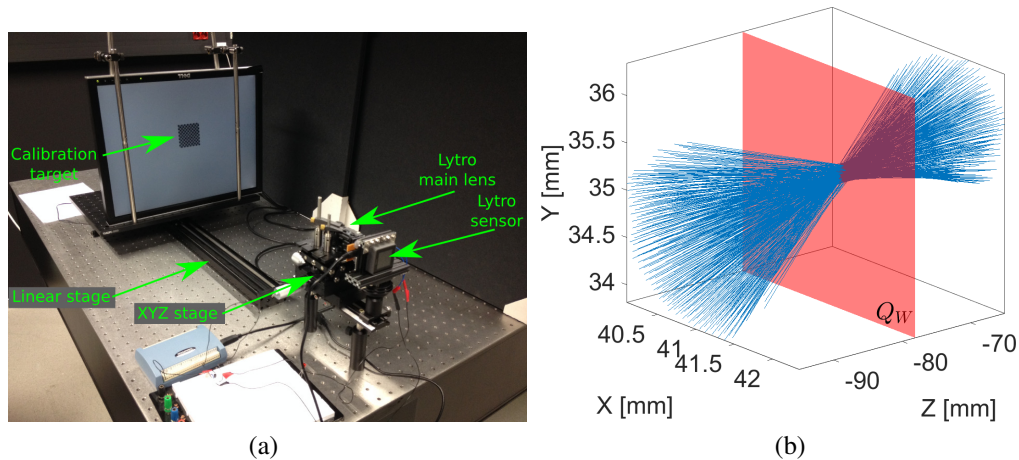 DELL
Calibration
target
Lytro
main lens
Lytro
sensor
Linear stage
XYZ stage
(a)
36
35.5
35
34.5
34
Y [mm]
40.5
41
41.5
42
X [mm]
-90
-80
-70
Z [mm]
Q_W
(b)